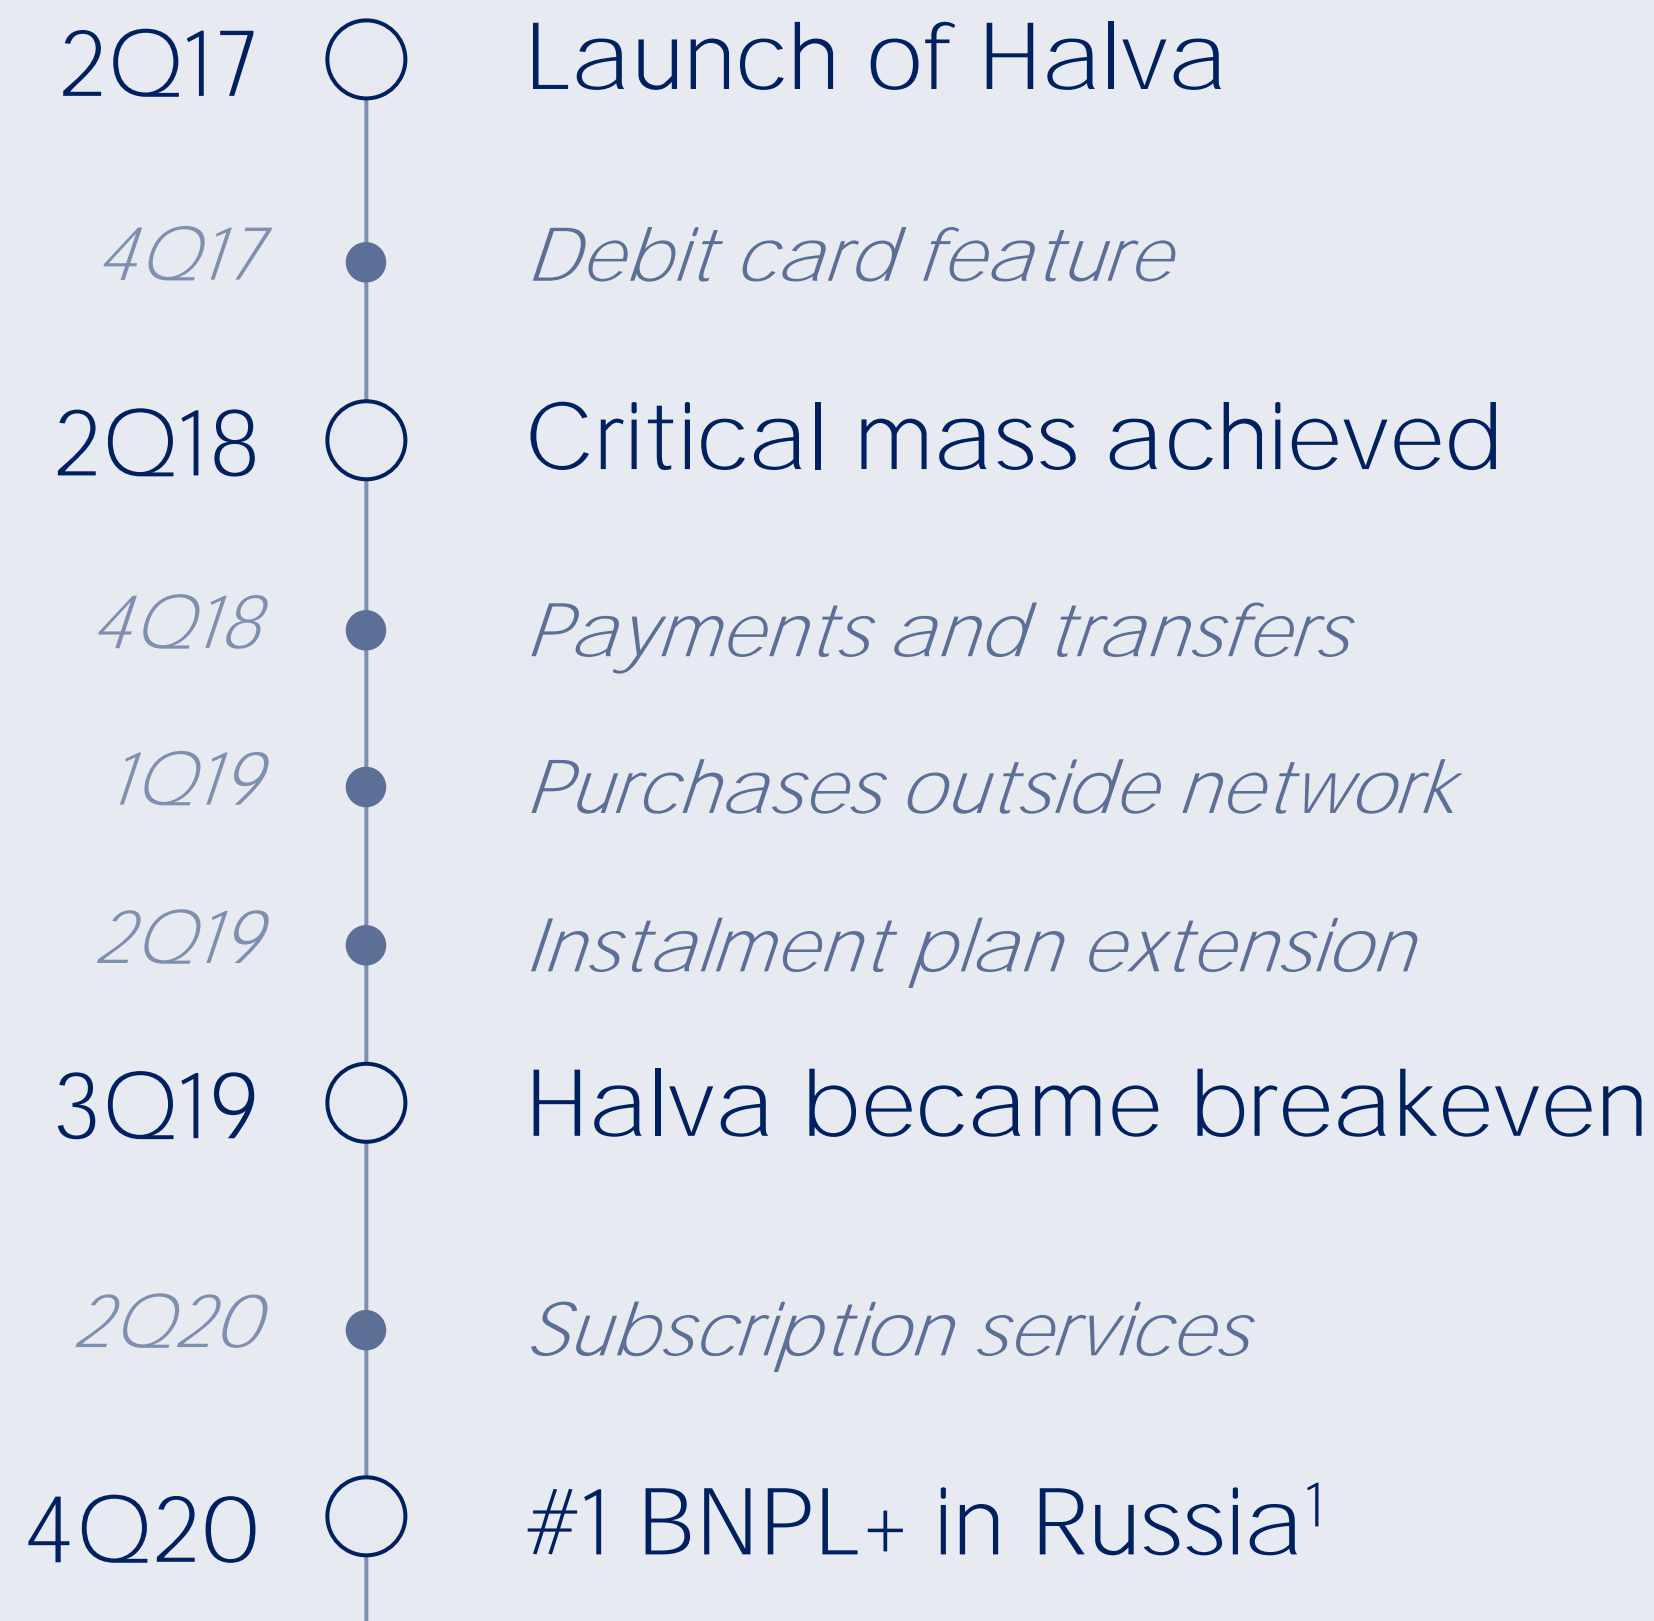 2Q17 Launch of Halva
4Q17 Debit card feature
2Q18 Critical mass achieved
4Q18 Payments and transfers
1Q19 Purchases outside network
2Q19 Instalment plan extension
3Q19 Halva became breakeven
2Q20 Subscription services
4Q20 #1 BNPL+ in Russia¹